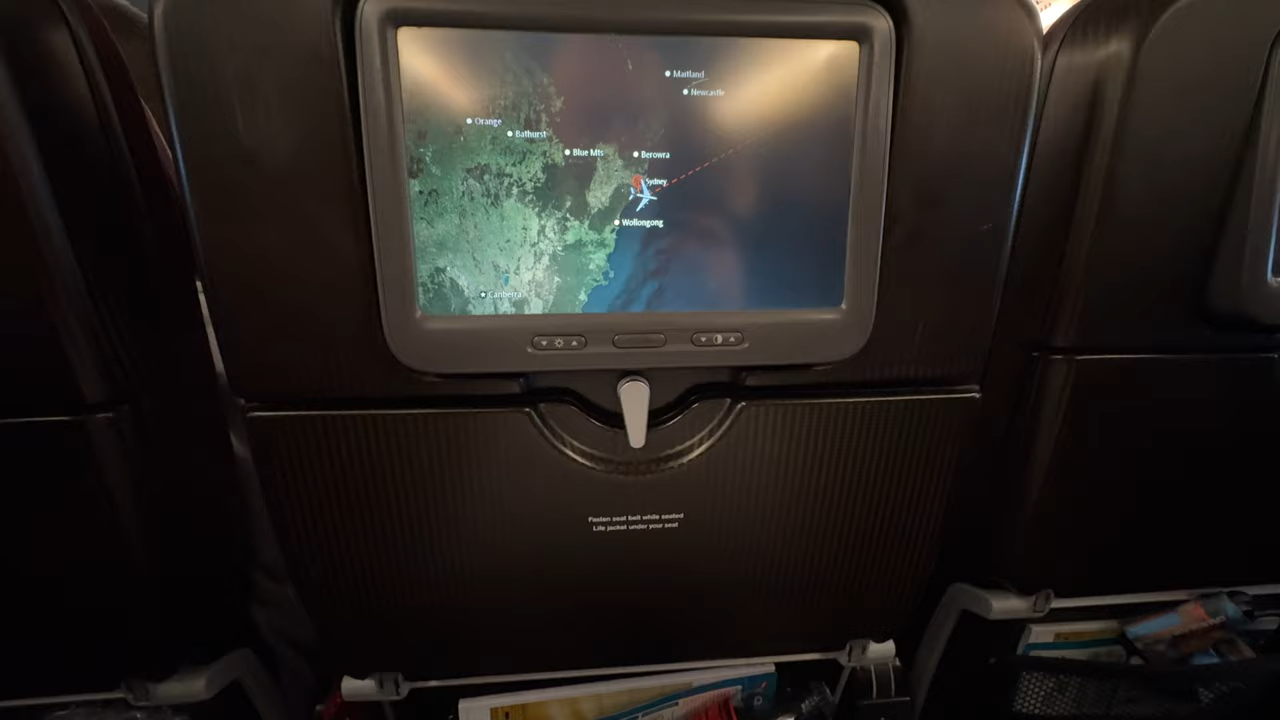 Maitland
Newcastle
Orange
Bathurst
Blue Mts
Berowra
Sydney
Wollongong
Canberra
Fasten seat belt while seated
Life jacket under your seat